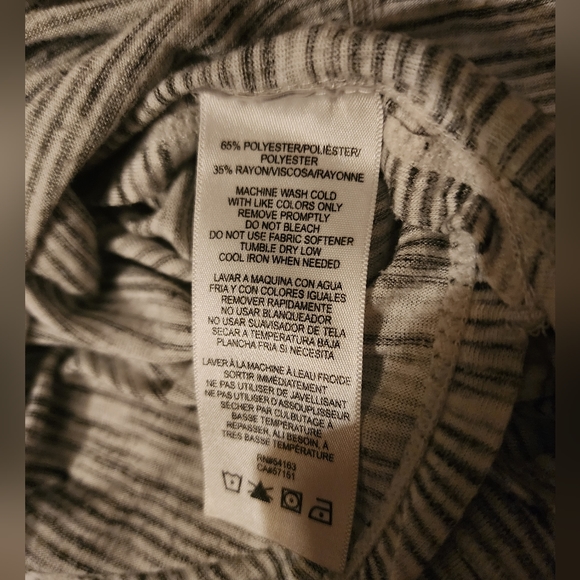 65% POLYESTER/POLIÉSTER/
POLYESTER
35% RAYON/VISCOSA/RAYONNE
MACHINE WASH COLD
WITH LIKE COLORS ONLY
REMOVE PROMPTLY
DO NOT BLEACH
DO NOT USE FABRIC SOFTENER
TUMBLE DRY LOW
COOL IRON WHEN NEEDED
LAVAR A MAQUINA CON AGUA
FRIA Y CON COLORES IGUALES
REMOVER RAPIDAMENTE
NO USAR BLANQUEADOR
NO USAR SUAVISADOR DE TELA
SECAR A TEMPERATURA BAJA
PLANCHA FRIA SI NECESITA
LAVER À LA MACHINE À LEAU FROIDE
SORTIR IMMÉDIATEMENT
NE PAS UTILISER DE JAVELLISANT
NE PAS UTILISER D'ASSOUPLISSEUR
SÉCHER PAR CULBUTAGE À
BASSE TEMPÉRATURE
REPASSER, ALI BESOIN, À
TRÈS BASSE TEMPÉRATURE
RN#54163
CA#57151